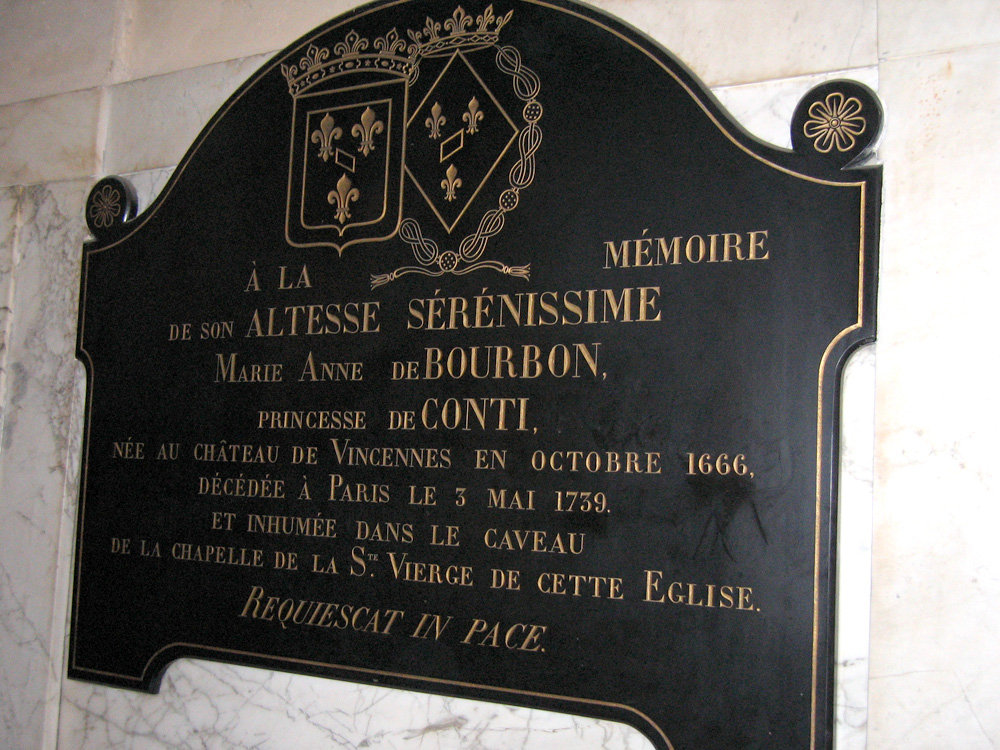 À LA MÉMOIRE
DE SON ALTESSE SÉRÉNISSIME
MARIE ANNE DE BOURBON,
PRINCESSE DE CONTI,
NÉE AU CHÂTEAU DE VINCENNES EN OCTOBRE 1666,
DÉCÉDÉE À PARIS LE 3 MAI 1739.
ET INHUMÉE DANS LE CAVEAU
DE LA CHAPELLE DE LA STE. VIERGE DE CETTE EGLISE.
REQUIESCAT IN PACE.